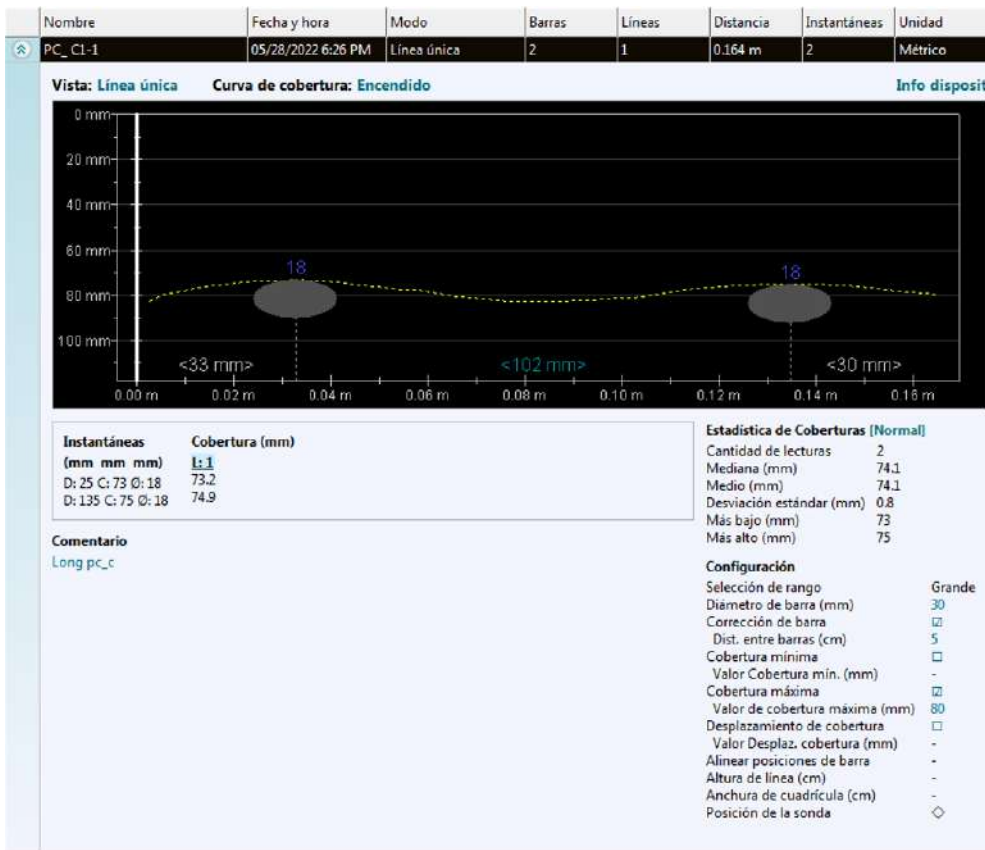 Nombre Fecha y hora Modo Barras Líneas Distancia Instantáneas Unidad
PC_ C1-1 05/28/2022 6:26 PM Línea única 2 1 0.164 m 2 Métrico
Vista: Línea única Curva de cobertura: Encendido Info disposit
0 mm
20 mm
40 mm
60 mm
18 18
80 mm
100 mm
<33 mm> <102 mm> <30 mm>
0.00 m 0.02 m 0.04 m 0.06 m 0.08 m 0.10 m 0.12 m 0.14 m 0.16 m
Instantáneas Cobertura (mm)
(mm mm mm) L: 1
D: 25 C: 73 Ø: 18 73.2
D: 135 C: 75 Ø: 18 74.9
Comentario
Long pc_c
Estadística de Coberturas [Normal]
Cantidad de lecturas 2
Mediana (mm) 74.1
Medio (mm) 74.1
Desviación estándar (mm) 0.8
Más bajo (mm) 73
Más alto (mm) 75
Configuración
Selección de rango Grande
Diámetro de barra (mm) 30
Corrección de barra ☑
Dist. entre barras (cm) 5
Cobertura mínima ☐
Valor Cobertura mín. (mm) -
Cobertura máxima ☑
Valor de cobertura máxima (mm) 80
Desplazamiento de cobertura ☐
Valor Desplaz. cobertura (mm) -
Alinear posiciones de barra -
Altura de línea (cm) -
Anchura de cuadrícula (cm) -
Posición de la sonda ◇